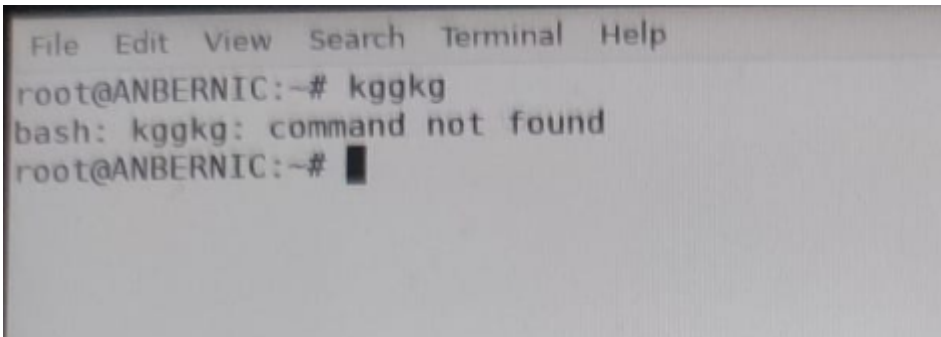 File Edit View Search Terminal Help
root@ANBERNIC:~# kggkg
bash: kggkg: command not found
root@ANBERNIC:~#